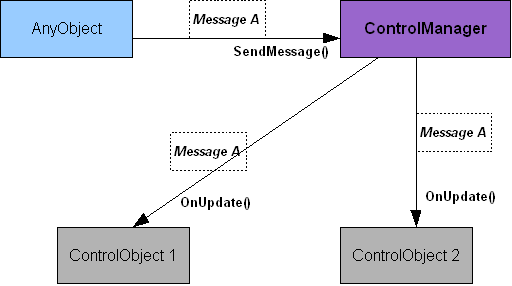 Message A
AnyObject
ControlManager
SendMessage()
Message A
Message A
OnUpdate()
OnUpdate()
ControlObject 1
ControlObject 2